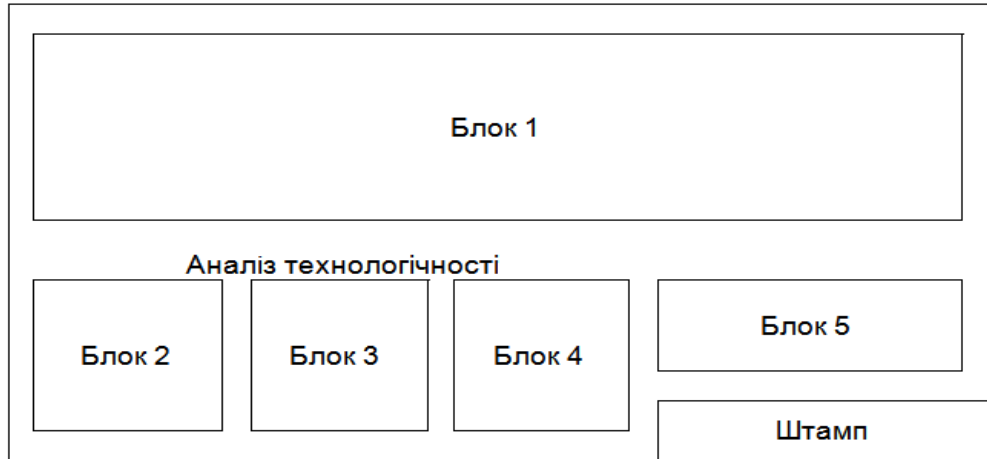 Блок 1
Аналіз технологічності
Блок 2
Блок 3
Блок 4
Блок 5
Штамп